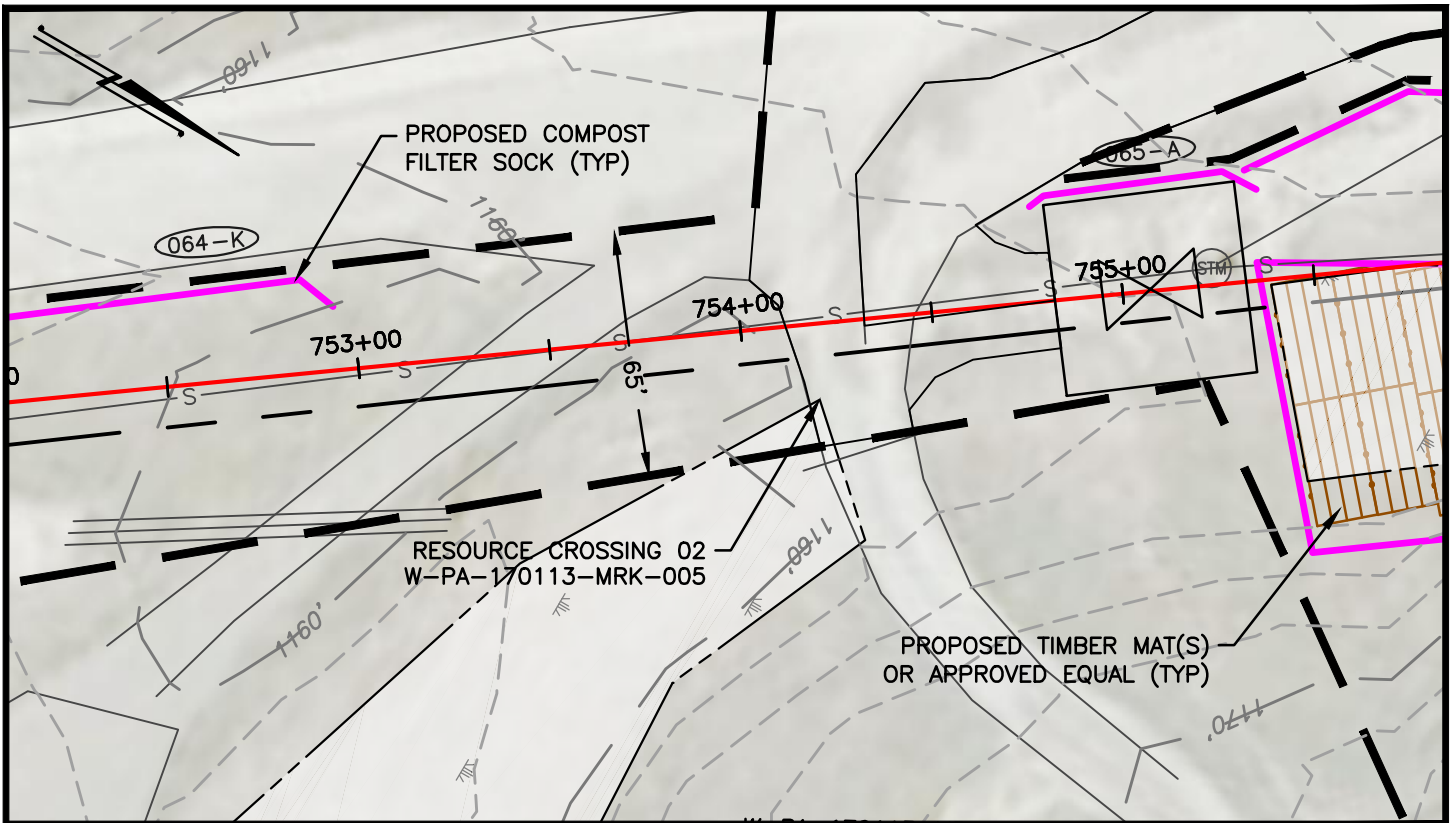 1160'
PROPOSED COMPOST
FILTER SOCK (TYP)
065-A
1160'
064-K
755+00
STM
S
S
754+00
S
753+00
S
S
S
0
65'
RESOURCE CROSSING 02
W-PA-170113-MRK-005
1160'
1160'
PROPOSED TIMBER MAT(S)
OR APPROVED EQUAL (TYP)
1170'